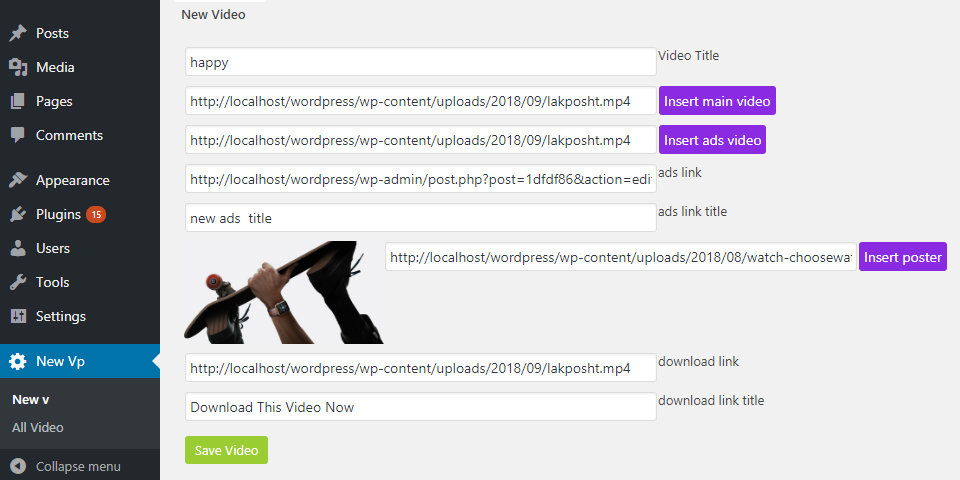 Posts
Media
Pages
Comments
Appearance
Plugins 15
Users
Tools
Settings
New Vp
New v
All Video
Collapse menu
New Video
happy Video Title
http://localhost/wordpress/wp-content/uploads/2018/09/lakposht.mp4 Insert main video
http://localhost/wordpress/wp-content/uploads/2018/09/lakposht.mp4 Insert ads video
http://localhost/wordpress/wp-admin/post.php?post=1dfdf86&action=edi ads link
new ads  title ads link title
http://localhost/wordpress/wp-content/uploads/2018/08/watch-choosewa Insert poster
http://localhost/wordpress/wp-content/uploads/2018/09/lakposht.mp4 download link
Download This Video Now download link title
Save Video